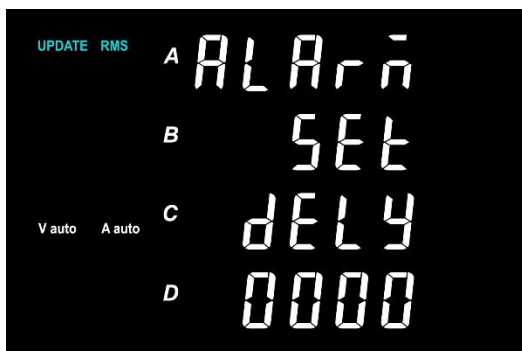 UPDATE RMS
A ALArm
B SEt
V auto A auto
C dELY
D 0000